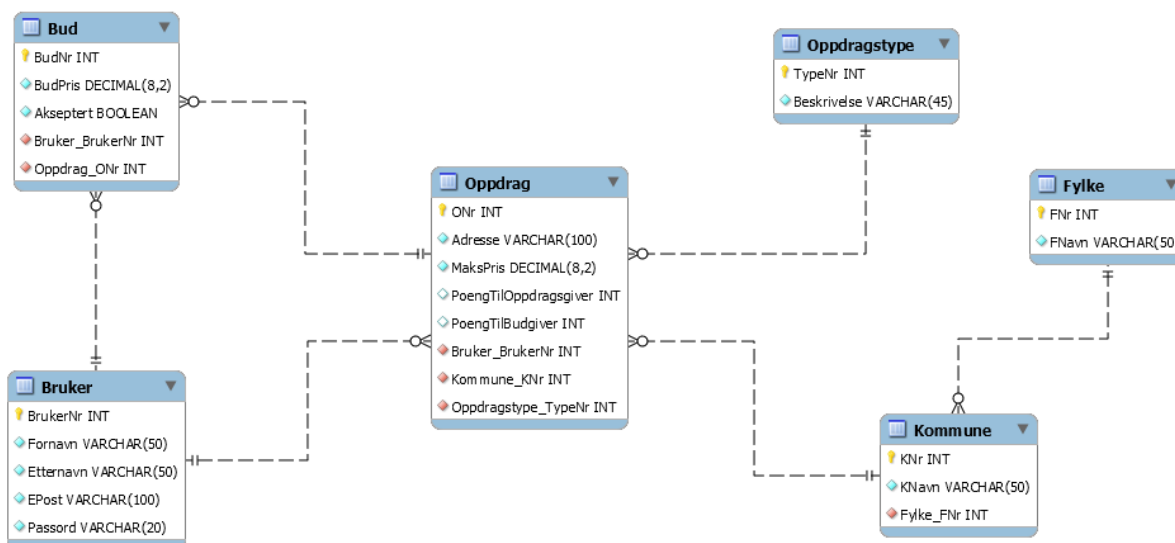 Bud
BudNr INT
BudPris DECIMAL(8,2)
Akseptert BOOLEAN
Bruker_BrukerNr INT
Oppdrag_ONr INT
Oppdragstype
TypeNr INT
Beskrivelse VARCHAR(45)
Oppdrag
ONr INT
Adresse VARCHAR(100)
MaksPris DECIMAL(8,2)
PoengTilOppdragsgiver INT
PoengTilBudgiver INT
Bruker_BrukerNr INT
Kommune_KNr INT
Oppdragstype_TypeNr INT
Fylke
FNr INT
FNavn VARCHAR(50
Bruker
BrukerNr INT
Fornavn VARCHAR(50)
Etternavn VARCHAR(50)
EPost VARCHAR(100)
Passord VARCHAR(20)
Kommune
KNr INT
KNavn VARCHAR(50)
Fylke_FNr INT